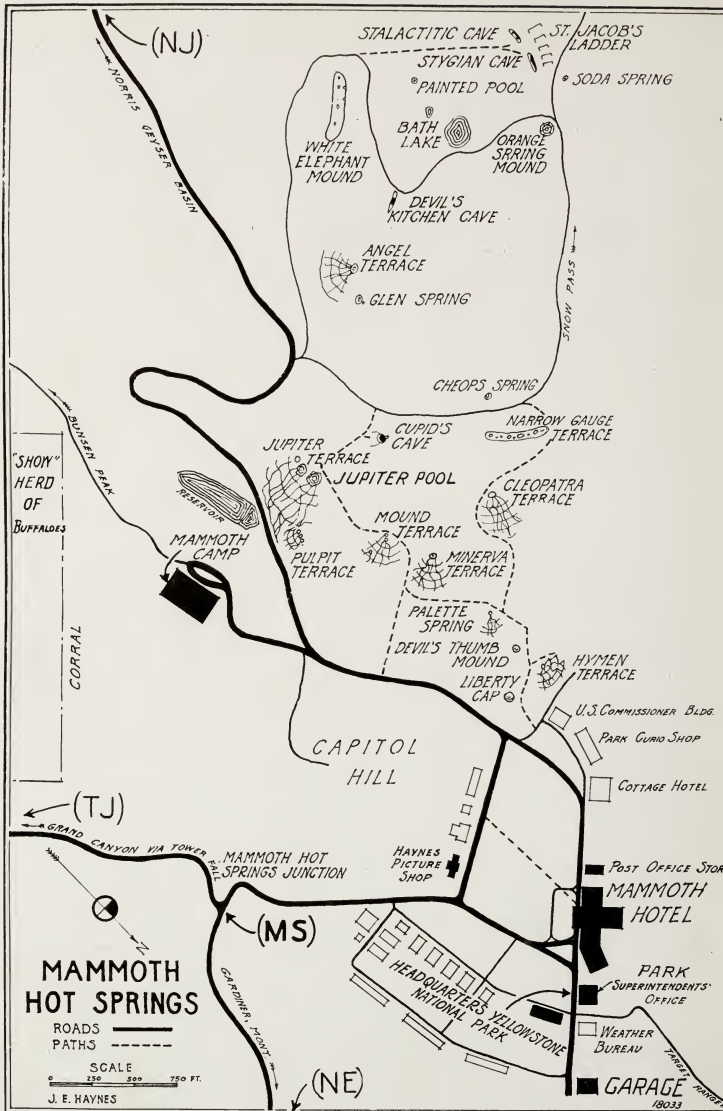 (NJ)
NORRIS GEYSER BASIN
STALACTITIC CAVE
ST. JACOB'S
LADDER
STYGIAN CAVE
PAINTED POOL
SODA SPRING
BATH
LAKE
WHITE
ELEPHANT
MOUND
ORANGE
SRRING
MOUND
DEVIL'S
KITCHEN CAVE
ANGEL
TERRACE
GLEN SPRING
SNOW PASS
CHEOPS SPRING
BUNSEN PEAK
CUPID'S
CAVE
NARROW GAUGE
TERRACE
"SHOW"
HERD
OF
BUFFALOES
JUPITER
TERRACE
JUPITER POOL
RESERVOIR
CLEOPATRA
TERRACE
MOUND
TERRACE
MAMMOTH
CAMP
PULPIT
TERRACE
MINERVA
TERRACE
PALETTE
SPRING
DEVIL'S THUMB
MOUND
HYMEN
TERRACE
LIBERTY
CAP
CORRAL
U.S. COMMISSIONER BLDG.
PARK CURIO SHOP
CAPITOL
HILL
COTTAGE HOTEL
(TJ)
GRAND CANYON VIA TOWER FALL
MAMMOTH HOT
SPRINGS JUNCTION
HAYNES
PICTURE
SHOP
POST OFFICE STOR
MAMMOTH
HOTEL
(MS)
N
HEADQUARTERS YELLOWSTONE
NATIONAL PARK
PARK
SUPERINTENDENTS'
OFFICE
MAMMOTH
HOT SPRINGS
ROADS
PATHS
GARDINER, MONT
WEATHER
BUREAU
TARGET RANGE
SCALE
0 250 500 750 FT.
J. E. HAYNES
(NE)
GARAGE
18033